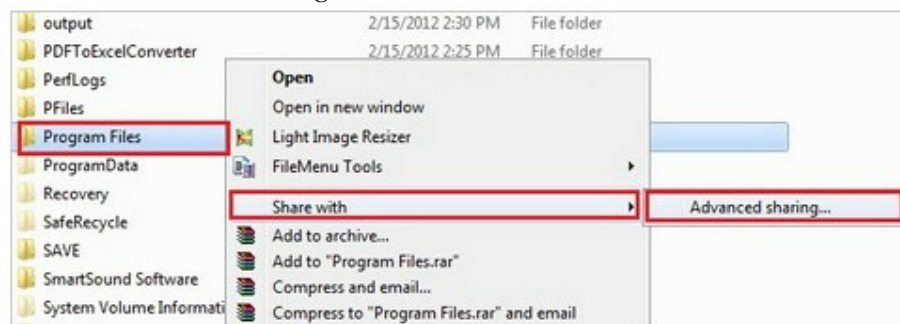 output 2/15/2012 2:30 PM File folder
PDFToExcelConverter 2/15/2012 2:25 PM File folder
PerfLogs
PFiles
Program Files
ProgramData
Recovery
SafeRecycle
SAVE
SmartSound Software
System Volume Informati
Open
Open in new window
Light Image Resizer
FileMenu Tools
Share with
Add to archive...
Add to "Program Files.rar"
Compress and email...
Compress to "Program Files.rar" and email
Advanced sharing...